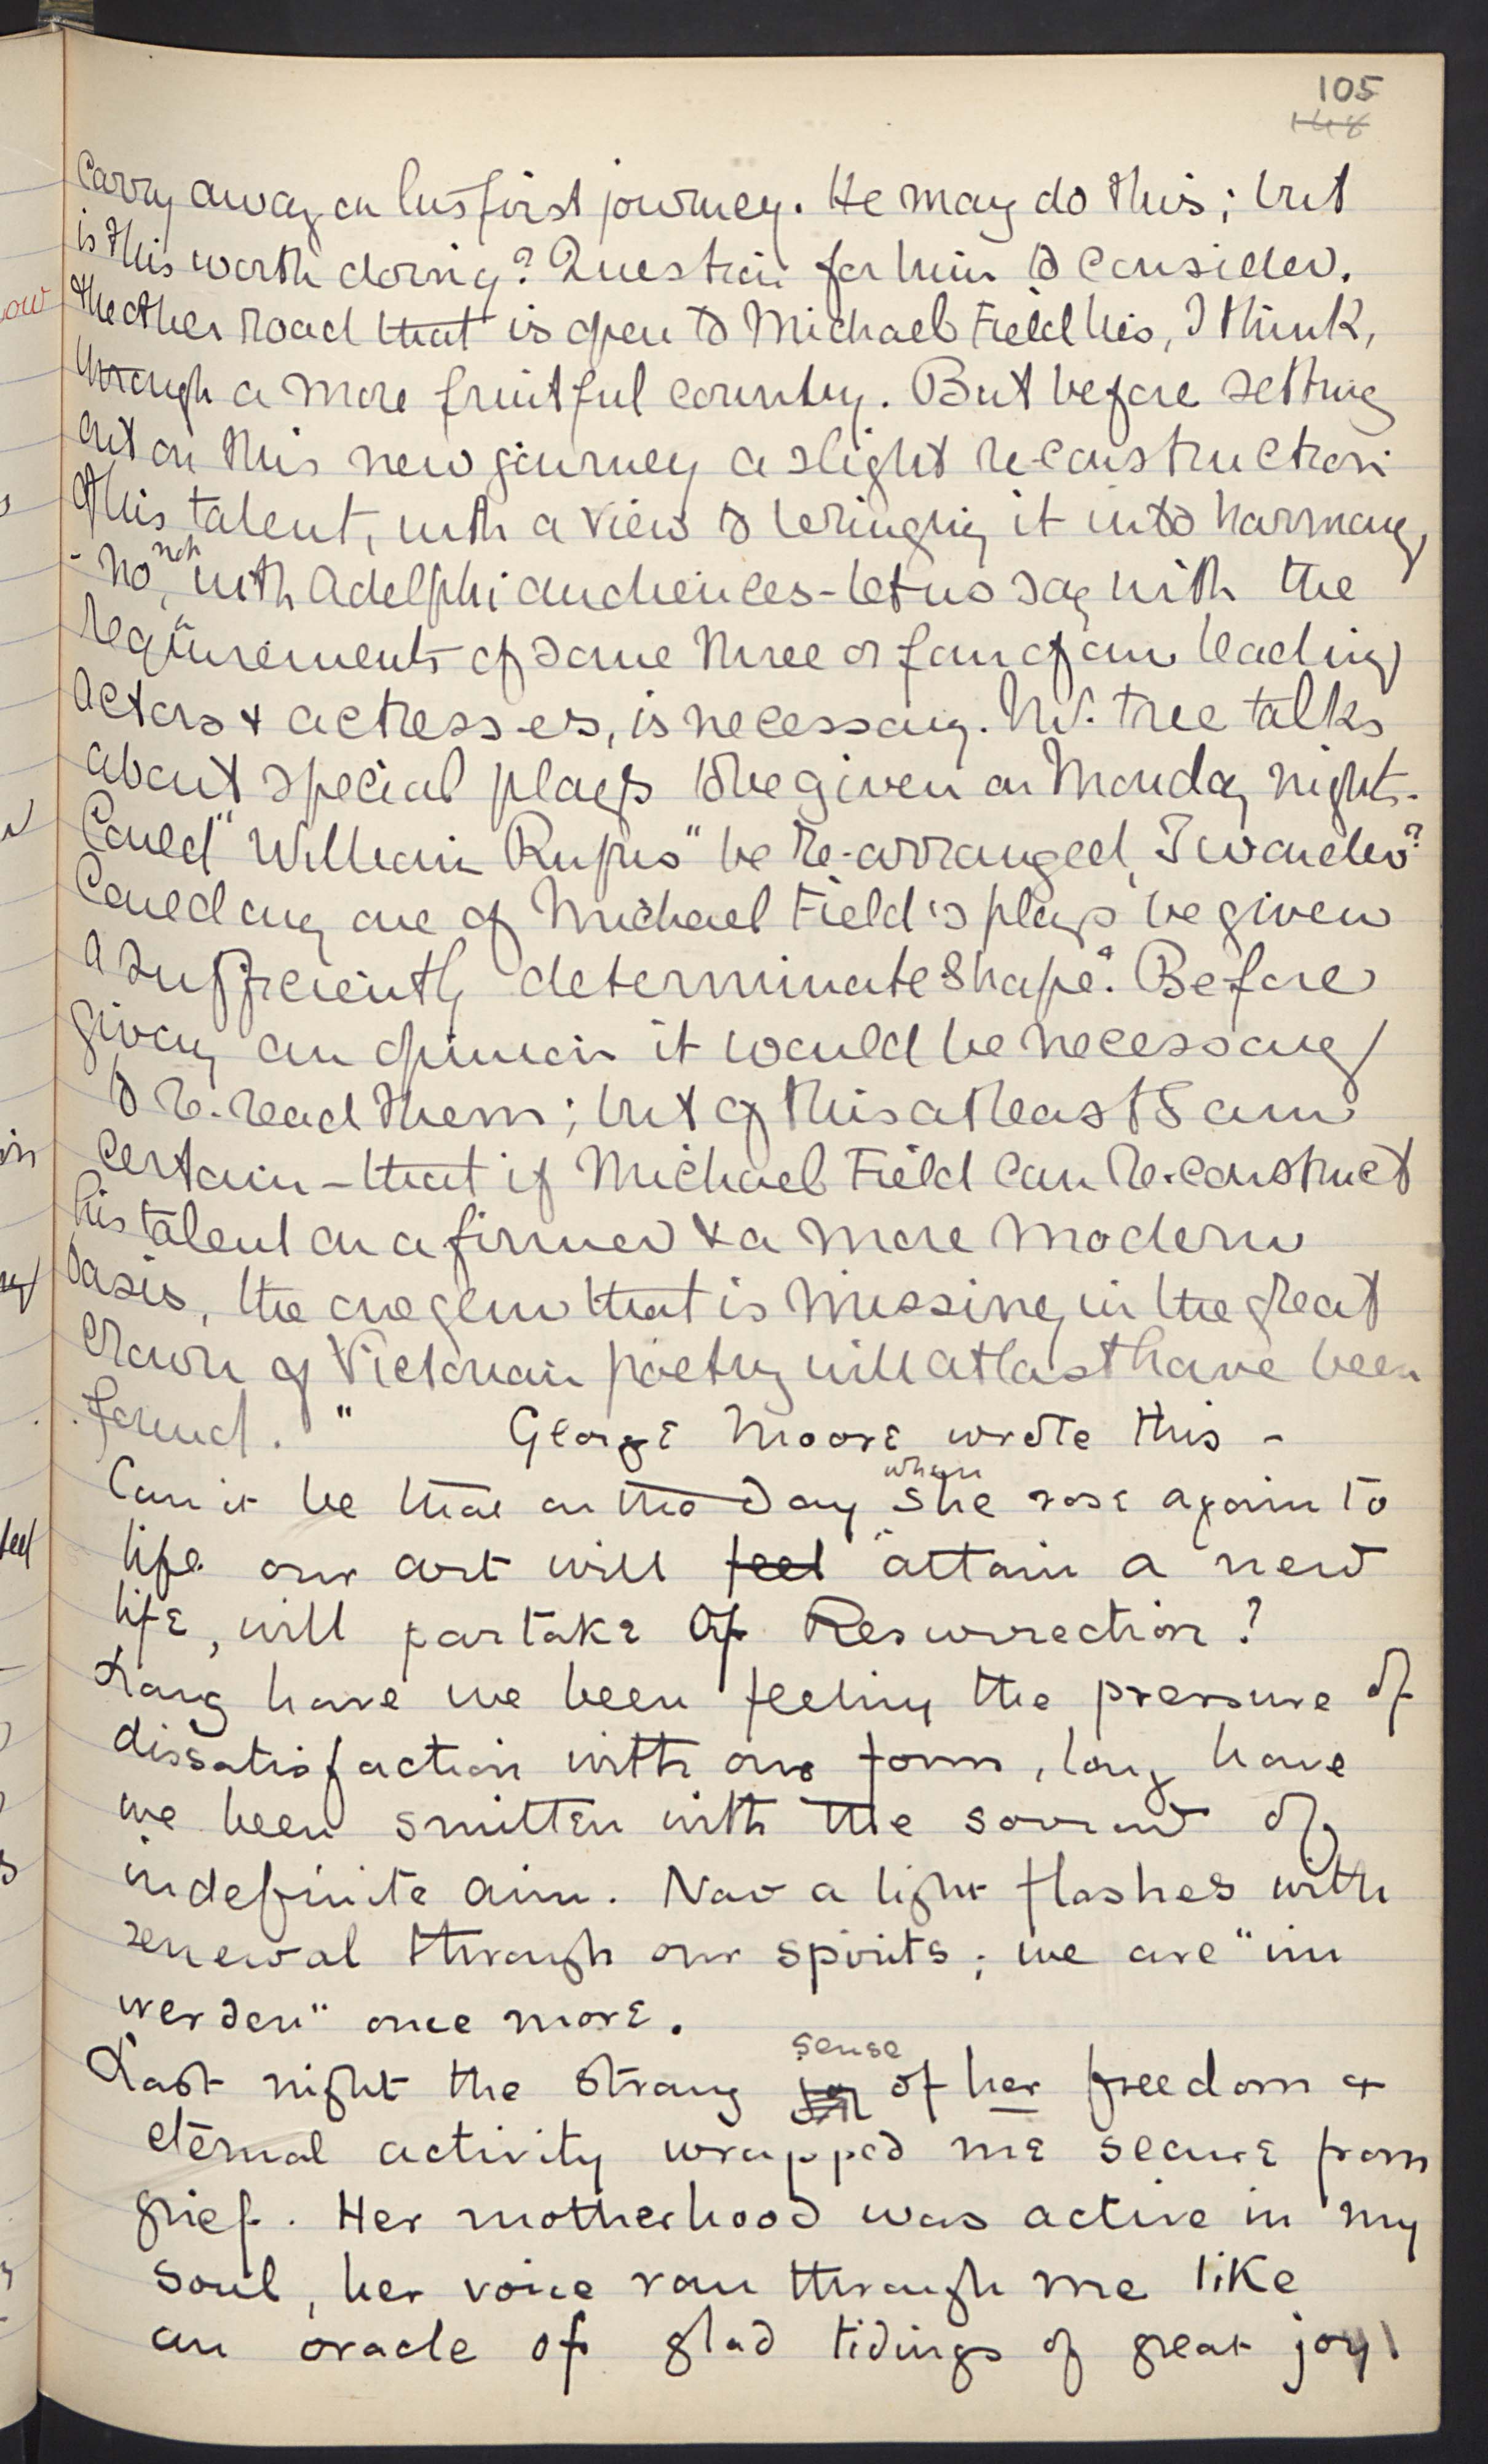 105
148
carry away on his first journey. He may do this; but
is this worth doing? Question for him to consider.
The other road that is open to Michael Field lies, I think,
through a more fruitful country. But before setting
out on this new journey a slight re-construction
of his talent, with a view to bringing it into harmony,
- no, not with Adelphi audiences - let us say with the
requirements of some three or four of our leading
actors & actresses, is necessary. Mr. Tree talks
about special plays to be given on Monday nights.
Could "William Rufus" be re-arranged, I wonder?
Could any one of Michael Field's plays be given
a sufficiently determinate shape? Before
giving an opinion it would be necessary
to re-read them; but of this at least I am
certain - that if Michael Field can re-construct
his talent on a firmer & a more modern
basis, the one gem that is missing in the great
crown of Victorian poetry will at last have been
found." George Moore wrote this -
Can it be that on the day when she rose again to
life our art will feel attain a new
life, will partake of Resurrection?
Long have we been feeling the pressure of
dissatisfaction with our form, long have
we been smitten with the sorrow of
indefinite aim. Now a light flashes with
renewal through our spirits; we are "im
werden" once more.
Last night the strong sense of her freedom &
eternal activity wrapped me secure from
grief. Her motherhood was active in my
soul, her voice ran through me like
an oracle of glad tidings of great joy!